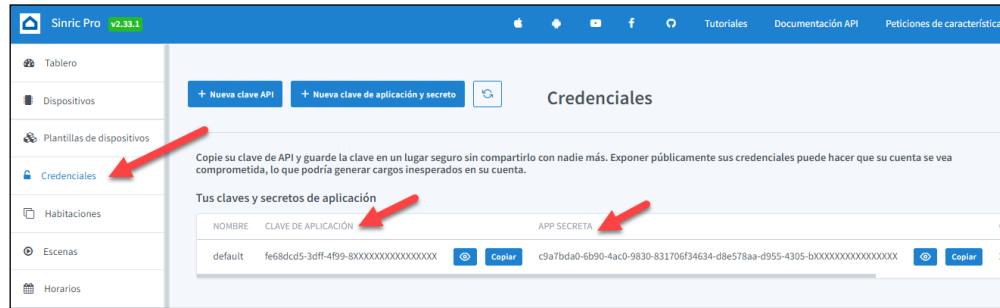 Sinric Pro v2.33.1
Tutoriales Documentación API Peticiones de característica
Tablero
Dispositivos
Plantillas de dispositivos
Credenciales
Habitaciones
Escenas
Horarios
+ Nueva clave API + Nueva clave de aplicación y secreto
Credenciales
Copie su clave de API y guarde la clave en un lugar seguro sin compartirlo con nadie más. Exponer públicamente sus credenciales puede hacer que su cuenta se vea
comprometida, lo que podría generar cargos inesperados en su cuenta.
Tus claves y secretos de aplicación
NOMBRE CLAVE DE APLICACIÓN APP SECRETA
default fe68dcd5-3dff-4f99-8XXXXXXXXXXXXXXXX Copiar c9a7bda0-6b90-4ac0-9830-831706f34634-d8e578aa-d955-4305-bXXXXXXXXXXXXXXXX Copiar